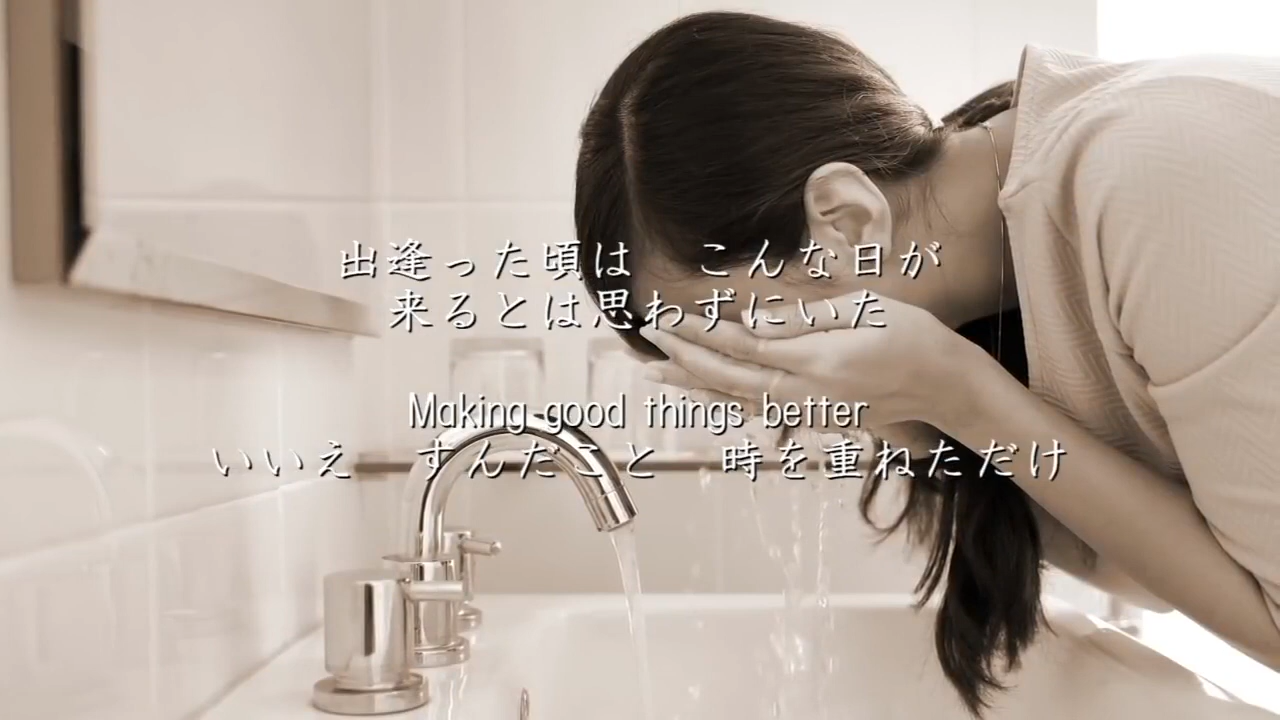 出逢った頃は　こんな日が
来るとは思わずにいた
Making good things better
いいえ　すんだこと　時を重ねただけ